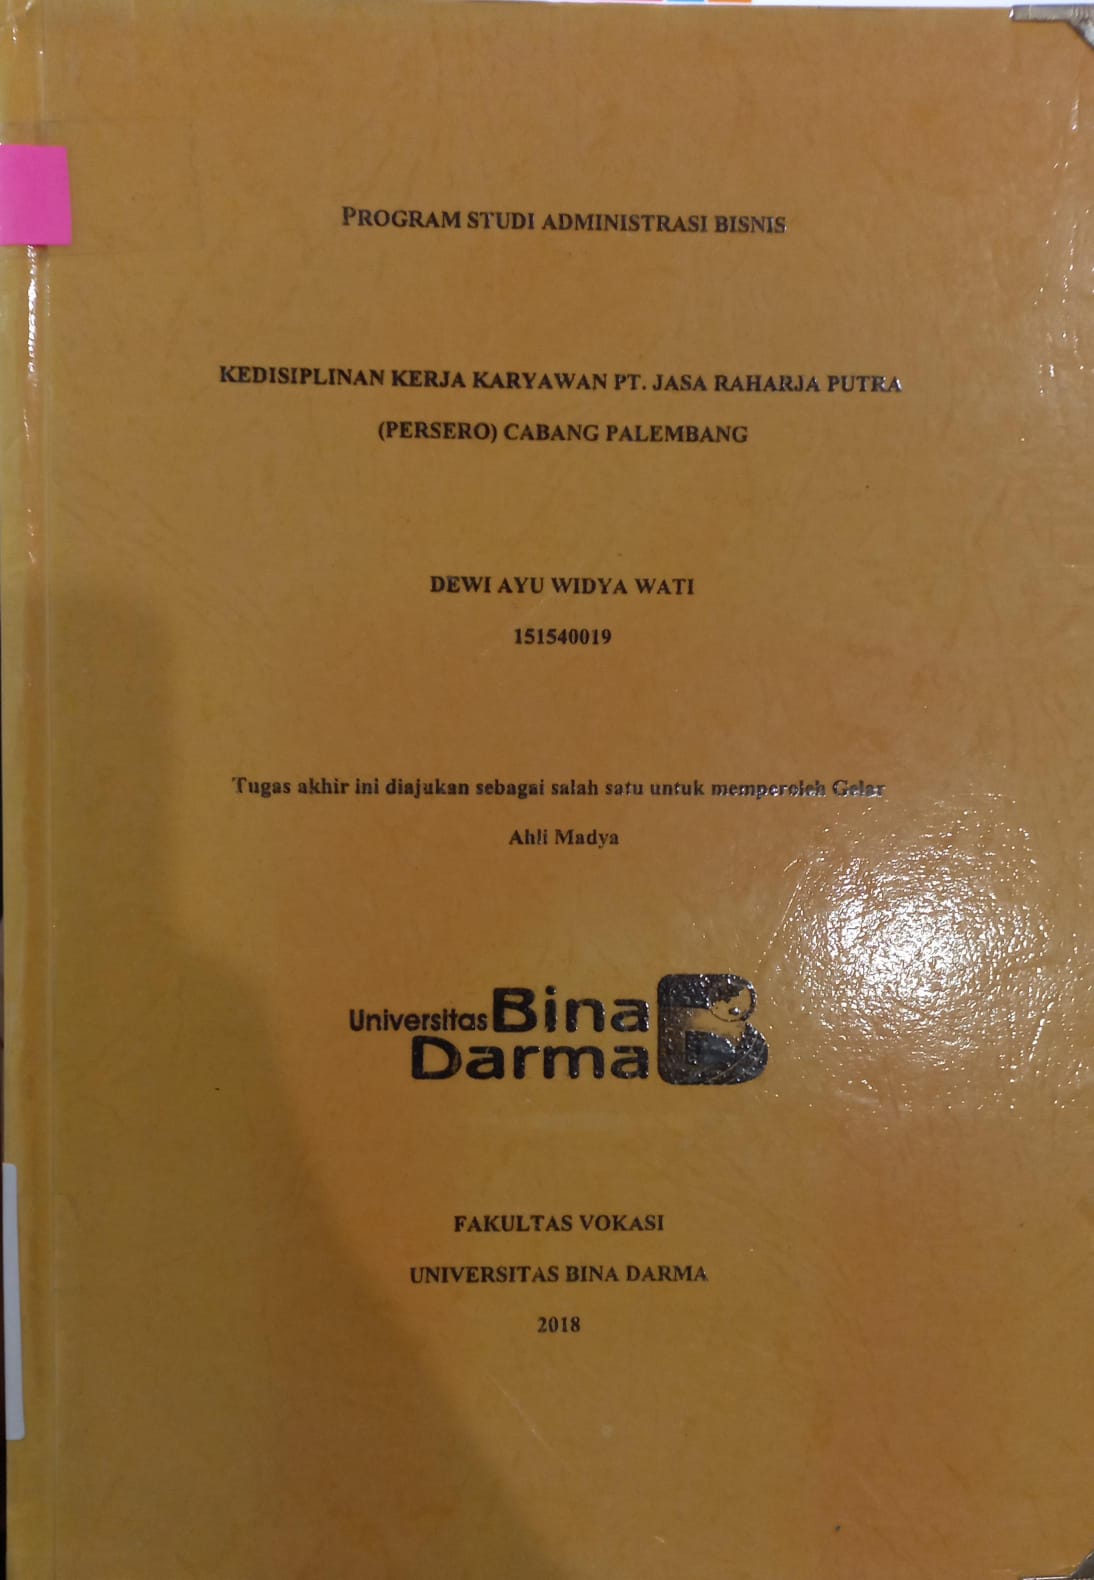 PROGRAM STUDI ADMINISTRASI BISNIS
KEDISIPLINAN KERJA KARYAWAN PT. JASA RAHARJA PUTRA
(PERSERO) CABANG PALEMBANG
DEWI AYU WIDYA WATI
151540019
Tugas akhir ini diajukan sebagai salah satu untuk memperoleh Gelar
Ahli Madya
Universitas Bina
Darma
FAKULTAS VOKASI
UNIVERSITAS BINA DARMA
2018